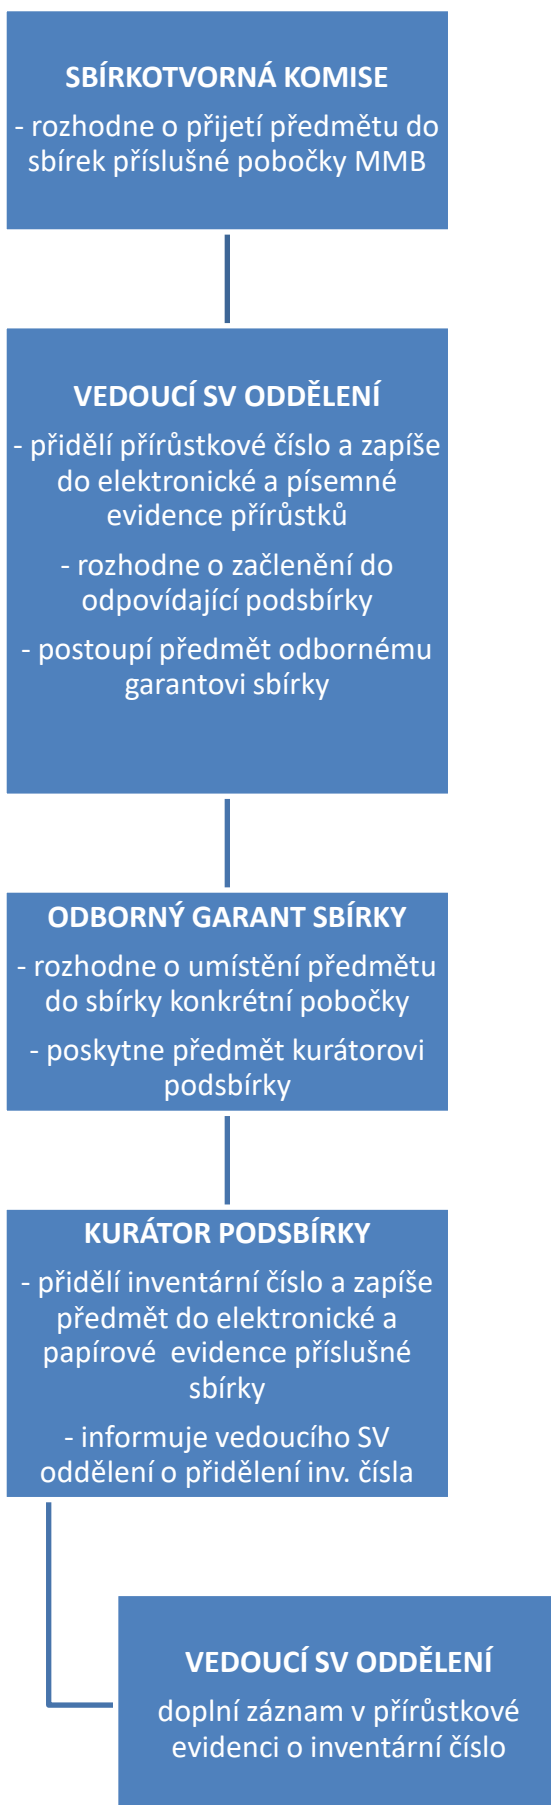 SBÍRKOTVORNÁ KOMISE
- rozhodne o přijetí předmětu do
sbírek příslušné pobočky MMB
VEDOUCÍ SV ODDĚLENÍ
- přidělí přírůstkové číslo a zapíše
do elektronické a písemné
evidence přírůstků
- rozhodne o začlenění do
odpovídající podsbírky
- postoupí předmět odbornému
garantovi sbírky
ODBORNÝ GARANT SBÍRKY
- rozhodne o umístění předmětu
do sbírky konkrétní pobočky
- poskytne předmět kurátorovi
podsbírky
KURÁTOR PODSBÍRKY
- přidělí inventární číslo a zapíše
předmět do elektronické a
papírové evidence příslušné
sbírky
- informuje vedoucího SV
oddělení o přidělení inv. čísla
VEDOUCÍ SV ODDĚLENÍ
doplní záznam v přírůstkové
evidenci o inventární číslo